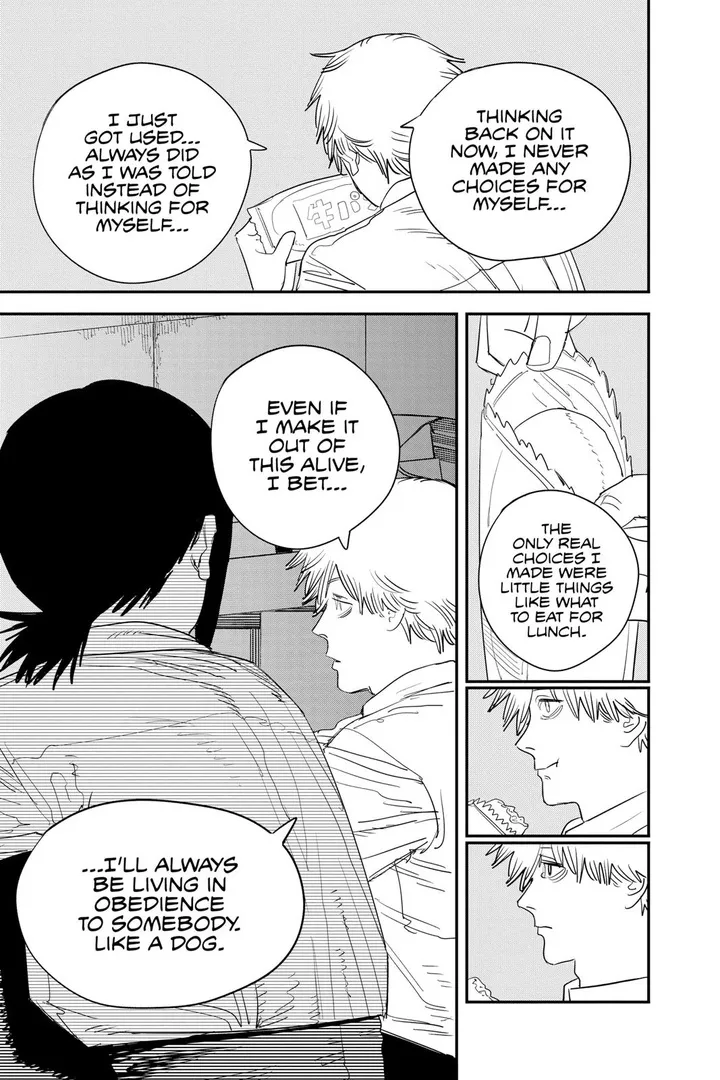 THINKING
BACK ON IT
NOW, I NEVER
MADE ANY
CHOICES FOR
MYSELF...
I JUST
GOT USED...
ALWAYS DID
AS I WAS TOLD
INSTEAD OF
THINKING FOR
MYSELF...
牛パ
THE
ONLY REAL
CHOICES I
MADE WERE
LITTLE THINGS
LIKE WHAT
TO EAT FOR
LUNCH.
EVEN IF
I MAKE IT
OUT OF
THIS ALIVE,
I BET...
...I'LL ALWAYS
BE LIVING IN
OBEDIENCE
TO SOMEBODY.
LIKE A DOG.